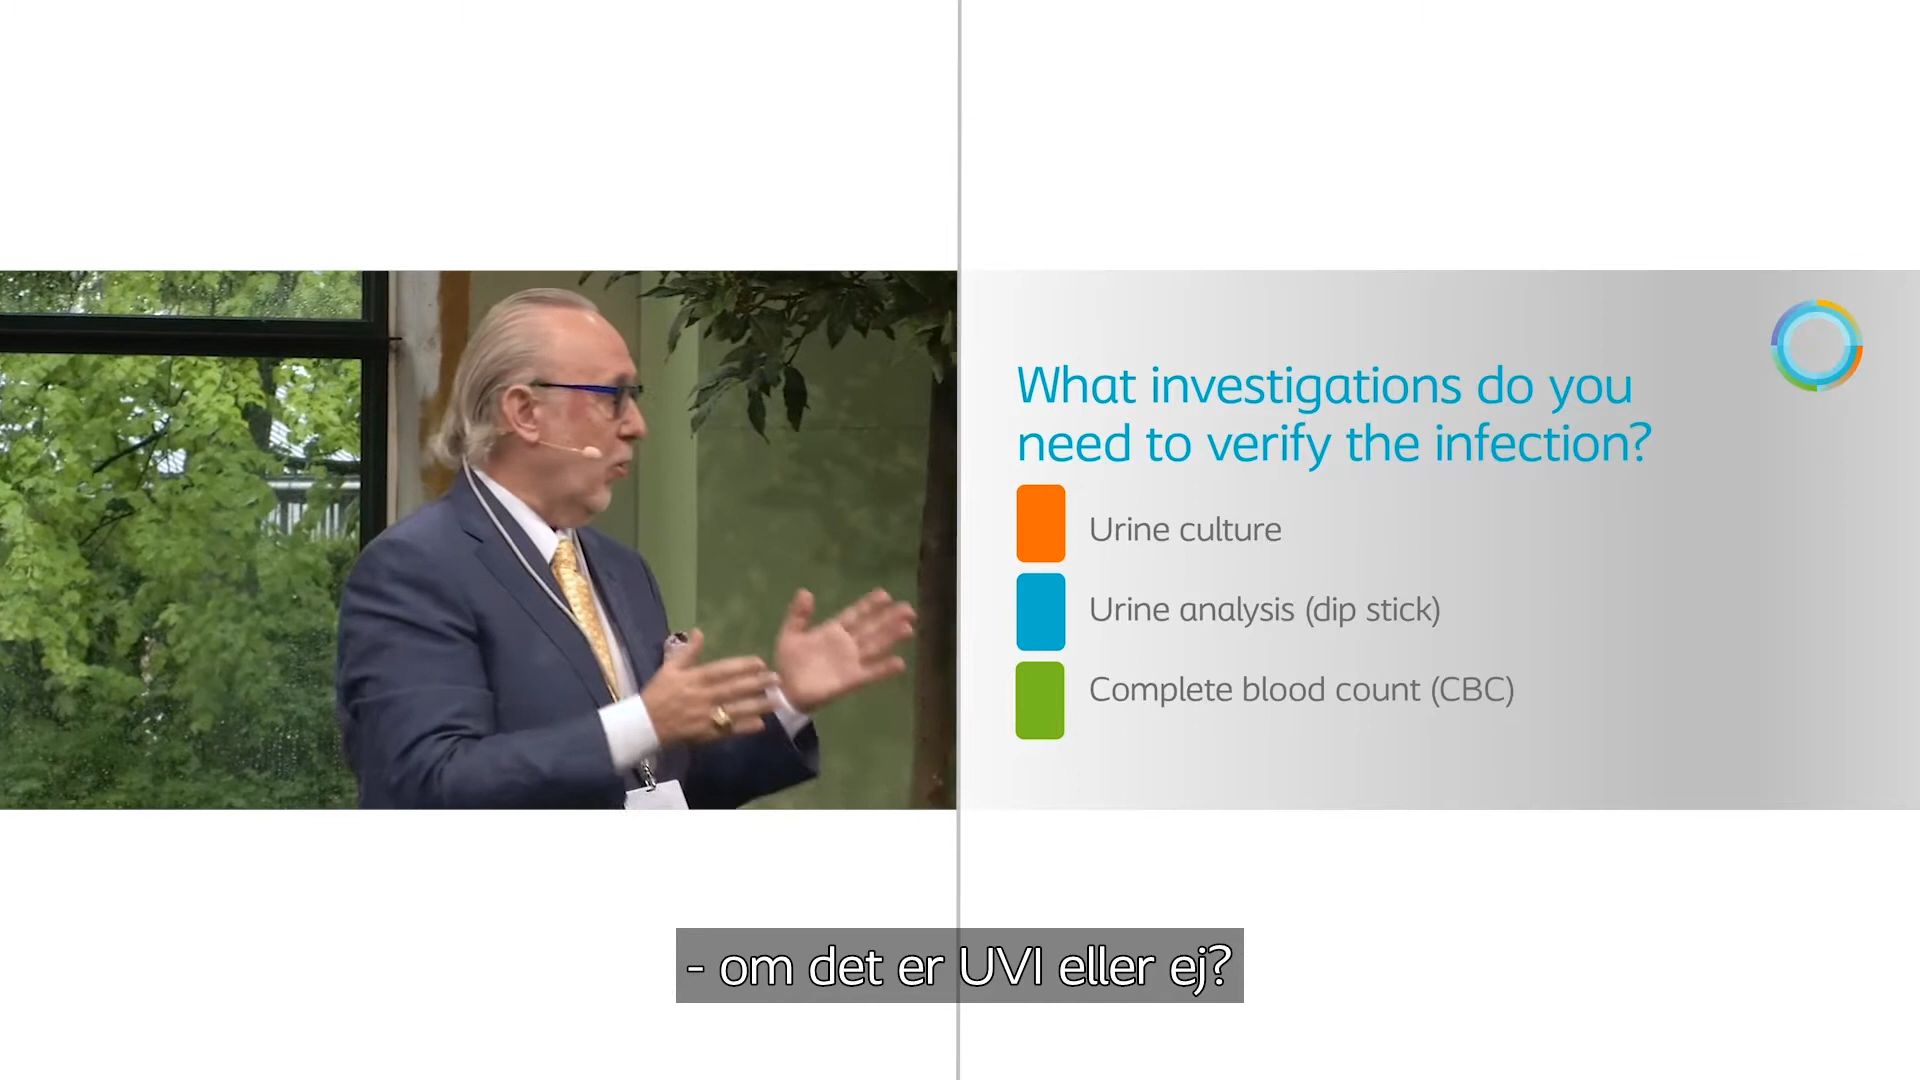 What investigations do you
need to verify the infection?
Urine culture
Urine analysis (dip stick)
Complete blood count (CBC)
- om det er UVI eller ej?